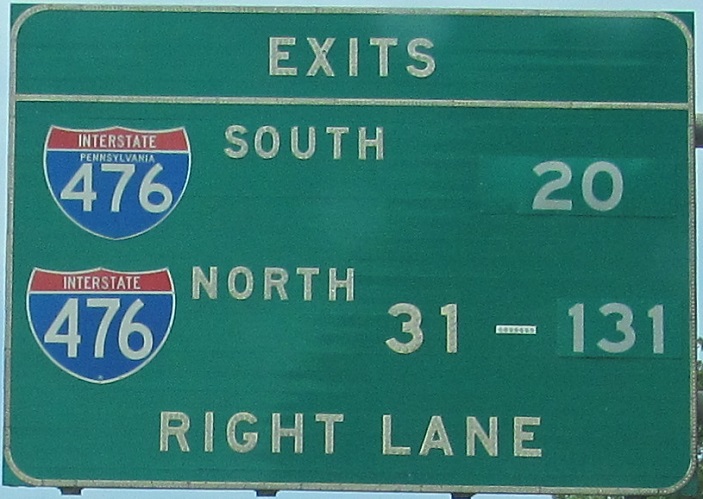 EXITS
INTERSTATE
PENNSYLVANIA
476
SOUTH
20
INTERSTATE
476
NORTH
31 - 131
RIGHT LANE